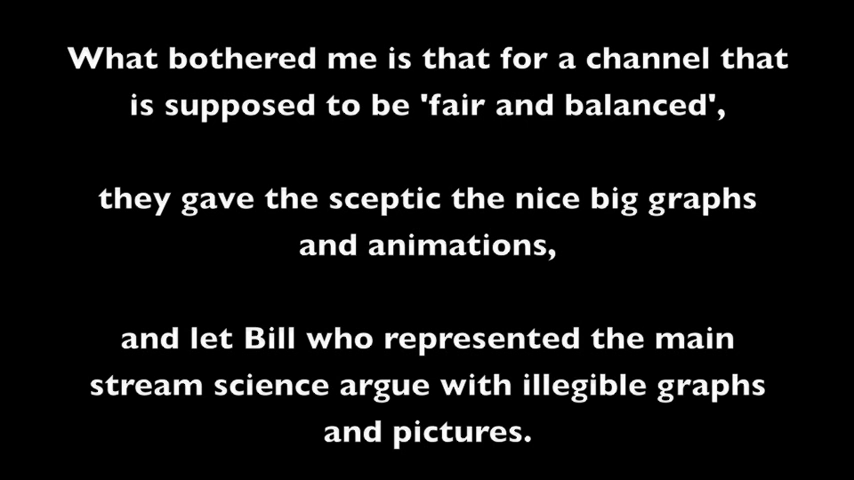 What bothered me is that for a channel that
is supposed to be 'fair and balanced',
they gave the sceptic the nice big graphs
and animations,
and let Bill who represented the main
stream science argue with illegible graphs
and pictures.